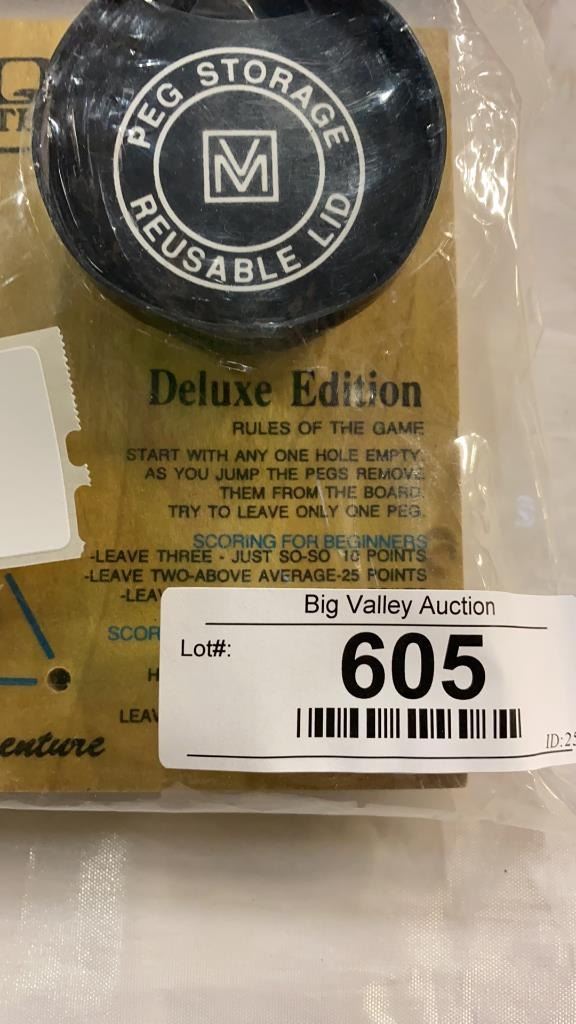 PEG STORAGE
VM
REUSABLE LID
Deluxe Edition
RULES OF THE GAME
START WITH ANY ONE HOLE EMPTY.
AS YOU JUMP THE PEGS REMOVE
THEM FROM THE BOARD.
TRY TO LEAVE ONLY ONE PEG.
SCORING FOR BEGINNERS
-LEAVE THREE - JUST SO-SO 10 POINTS
-LEAVE TWO-ABOVE AVERAGE-25 POINTS
Big Valley Auction
Lot#:
605